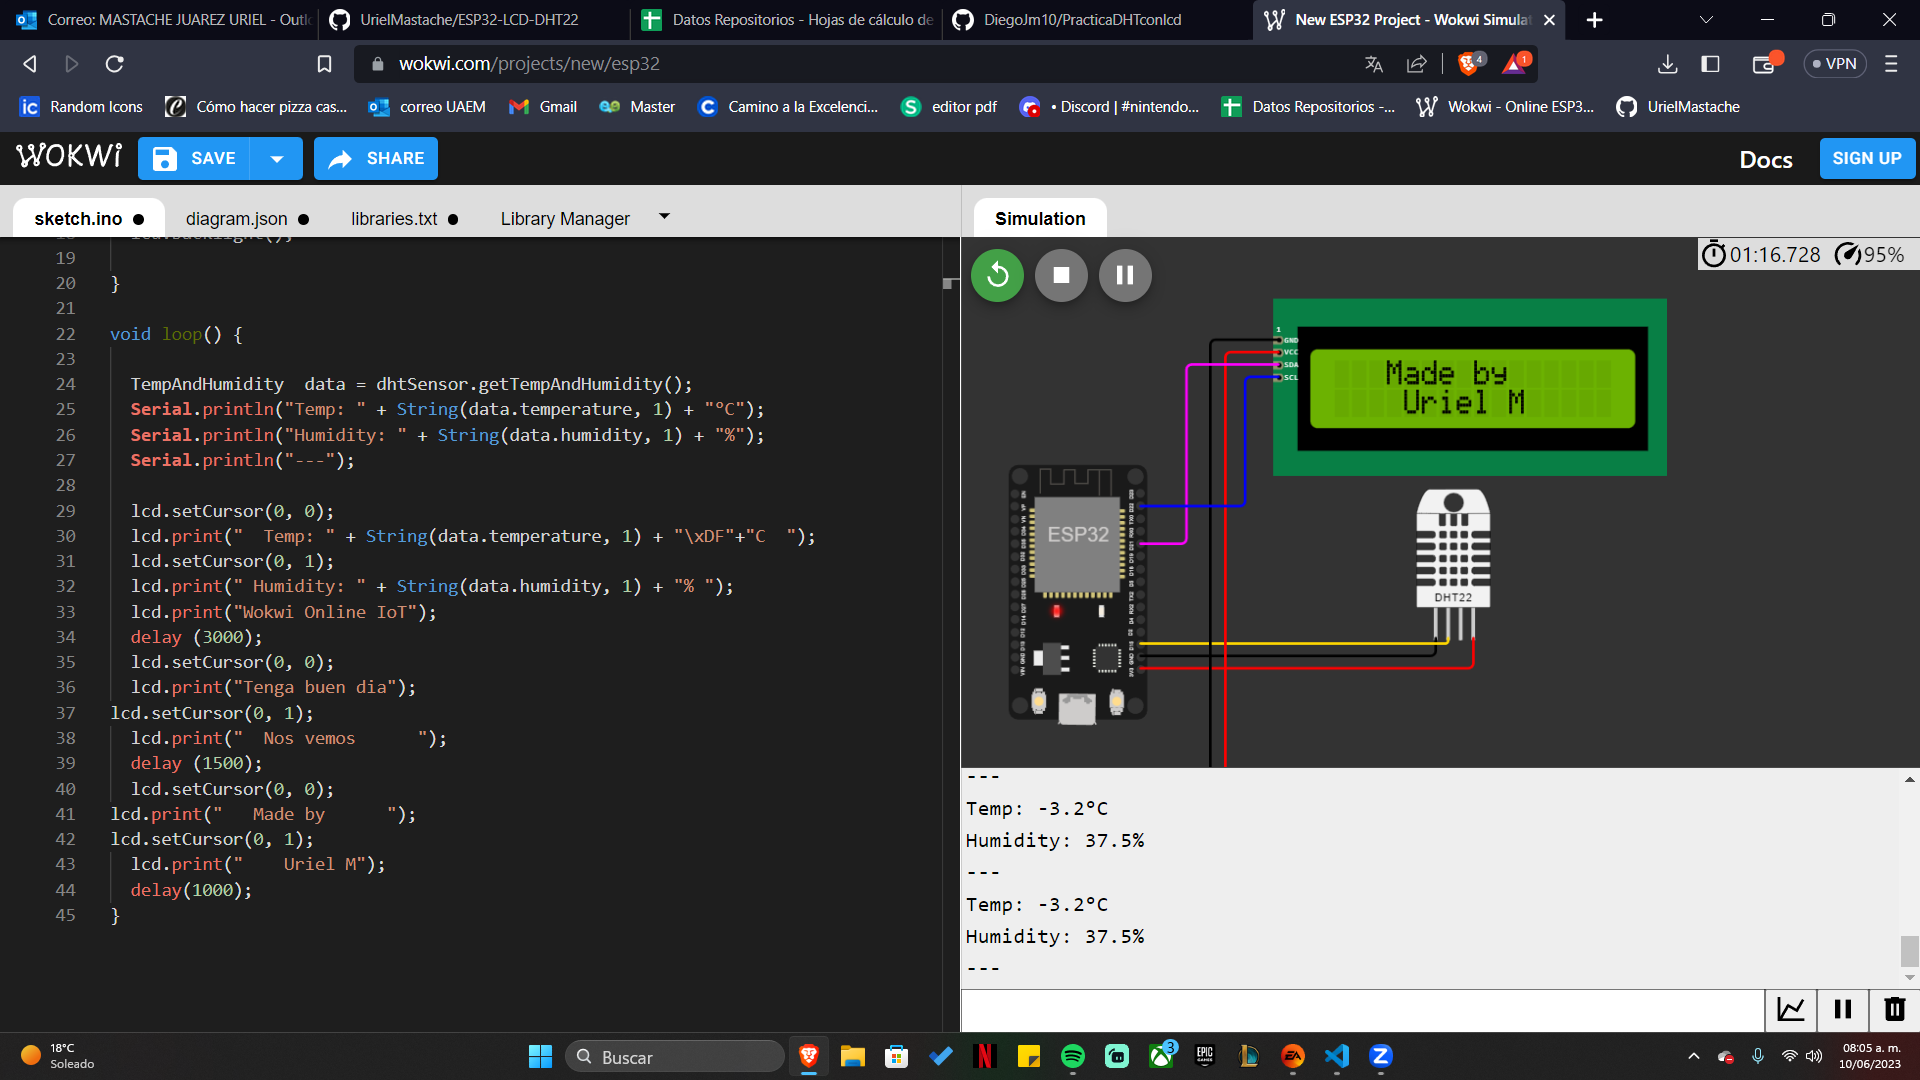 Correo: MASTACHE JUAREZ URIEL - Outl
UrielMastache/ESP32-LCD-DHT22
Datos Repositorios - Hojas de cálculo de
DiegoJm10/PracticaDHTconlcd
New ESP32 Project - Wokwi Simulat
wokwi.com/projects/new/esp32
4
1
VPN
Random Icons
Cómo hacer pizza cas...
correo UAEM
Gmail
Master
Camino a la Excelenci...
editor pdf
• Discord | #nintendo...
Datos Repositorios -...
Wokwi - Online ESP3...
UrielMastache
WOKWi
SAVE
SHARE
Docs
SIGN UP
sketch.ino
diagram.json
libraries.txt
Library Manager
Simulation
18 lcd.backlight();
19
20 }
21
22 void loop() {
23
24 TempAndHumidity  data = dhtSensor.getTempAndHumidity();
25 Serial.println("Temp: " + String(data.temperature, 1) + "°C");
26 Serial.println("Humidity: " + String(data.humidity, 1) + "%");
27 Serial.println("---");
28
29 lcd.setCursor(0, 0);
30 lcd.print("  Temp: " + String(data.temperature, 1) + "\xDF"+"C  ");
31 lcd.setCursor(0, 1);
32 lcd.print(" Humidity: " + String(data.humidity, 1) + "% ");
33 lcd.print("Wokwi Online IoT");
34 delay (3000);
35 lcd.setCursor(0, 0);
36 lcd.print("Tenga buen dia");
37 lcd.setCursor(0, 1);
38 lcd.print("  Nos vemos      ");
39 delay (1500);
40 lcd.setCursor(0, 0);
41 lcd.print("   Made by      ");
42 lcd.setCursor(0, 1);
43 lcd.print("    Uriel M");
44 delay(1000);
45 }
01:16.728
95%
1
GND
VCC
SDA
SCL
Made by
Uriel M
ESP32
DHT22
---
Temp: -3.2°C
Humidity: 37.5%
---
Temp: -3.2°C
Humidity: 37.5%
---
18°C
Soleado
Buscar
3
08:05 a. m.
10/06/2023